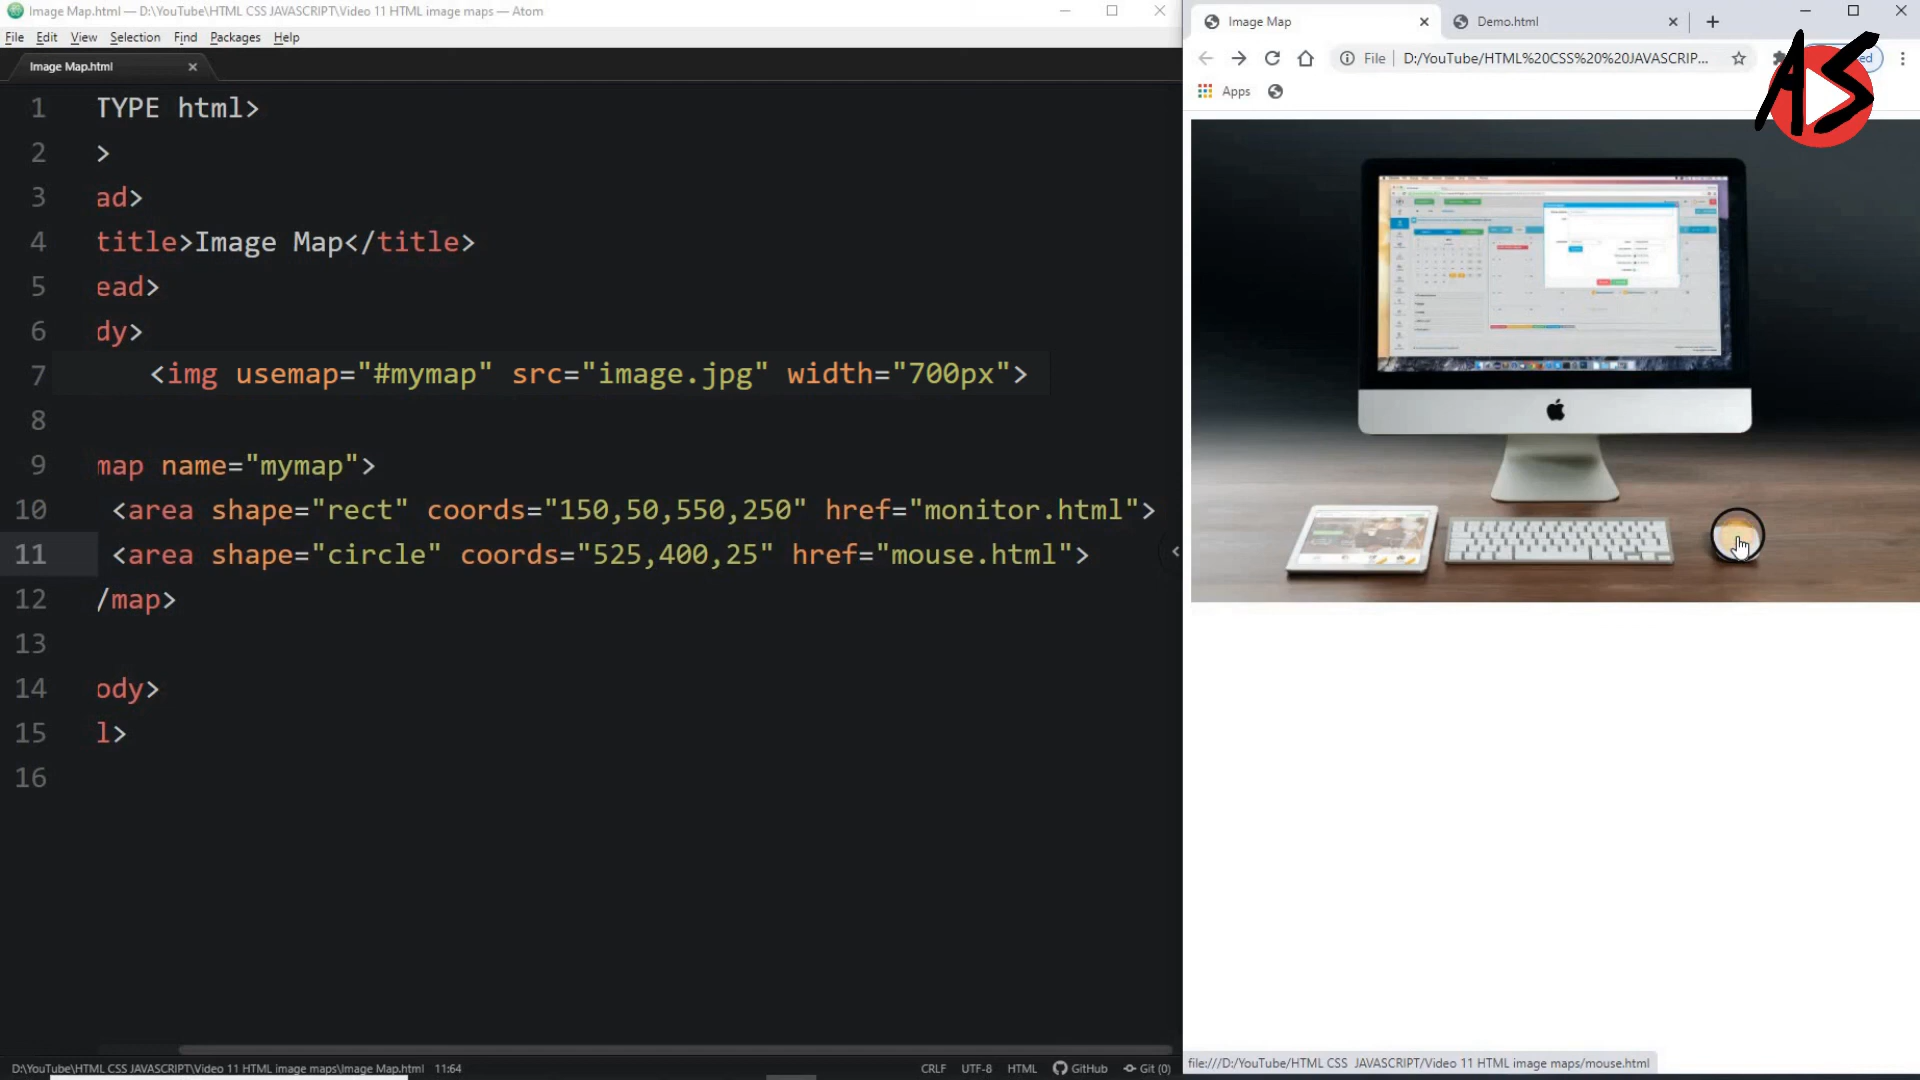 Image Map.html — D:\YouTube\HTML CSS JAVASCRIPT\Video 11 HTML image maps — Atom
File Edit View Selection Find Packages Help
Image Map.html
1 TYPE html>
2 >
3 ad>
4 title>Image Map</title>
5 ead>
6 dy>
7 <img usemap="#mymap" src="image.jpg" width="700px">
8
9 map name="mymap">
10 <area shape="rect" coords="150,50,550,250" href="monitor.html">
11 <area shape="circle" coords="525,400,25" href="mouse.html">
12 /map>
13
14 ody>
15 l>
16
D:\YouTube\HTML CSS JAVASCRIPT\Video 11 HTML image maps\Image Map.html 11:64 CRLF UTF-8 HTML GitHub Git (0)
Image Map
Demo.html
File D:/YouTube/HTML%20CSS%20%20JAVASCRIP... ed
AS
Apps
file:///D:/YouTube/HTML CSS  JAVASCRIPT/Video 11 HTML image maps/mouse.html